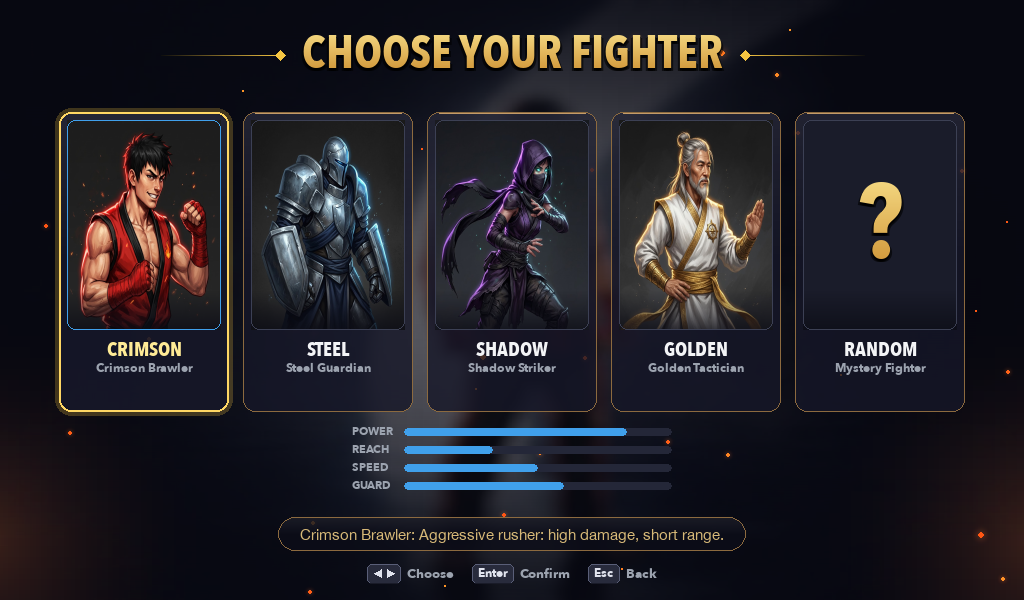 CHOOSE YOUR FIGHTER
CRIMSON
Crimson Brawler
STEEL
Steel Guardian
SHADOW
Shadow Striker
GOLDEN
Golden Tactician
?
RANDOM
Mystery Fighter
POWER
REACH
SPEED
GUARD
Crimson Brawler: Aggressive rusher: high damage, short range.
◀ ▶ Choose Enter Confirm Esc Back